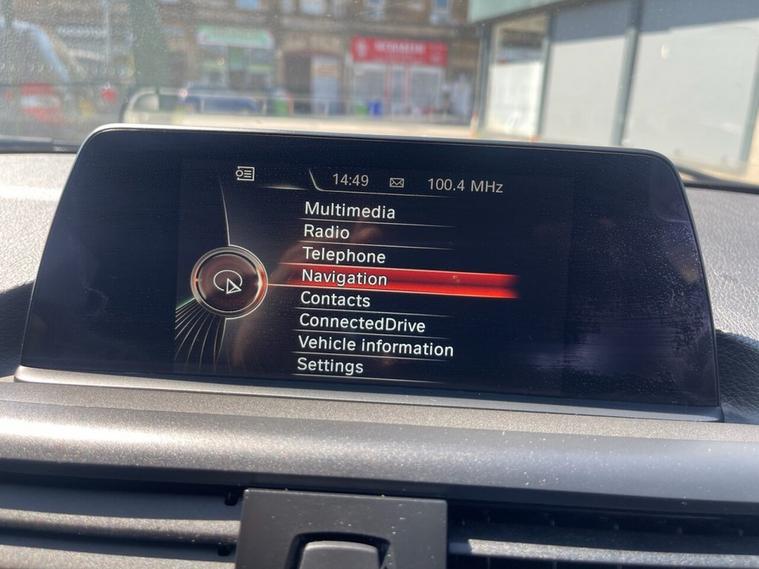 14:49 100.4 MHz
Multimedia
Radio
Telephone
Navigation
Contacts
ConnectedDrive
Vehicle information
Settings